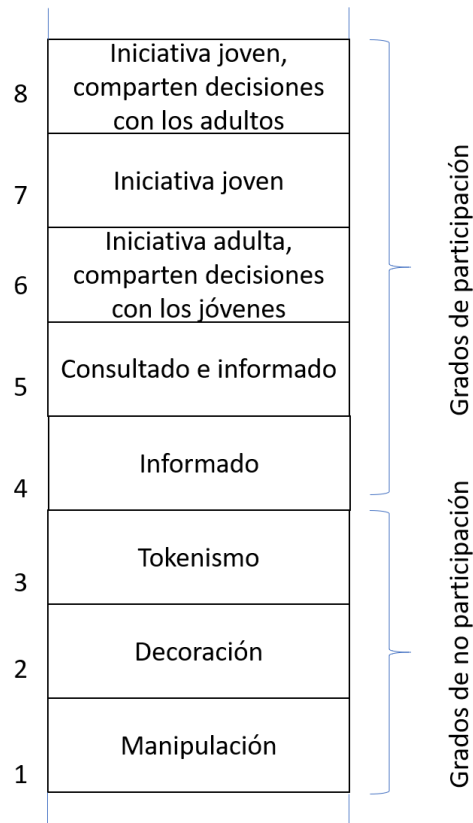 8
Iniciativa joven,
comparten decisiones
con los adultos
7
Iniciativa joven
6
Iniciativa adulta,
comparten decisiones
con los jóvenes
5
Consultado e informado
4
Informado
3
Tokenismo
2
Decoración
1
Manipulación
Grados de participación
Grados de no participación